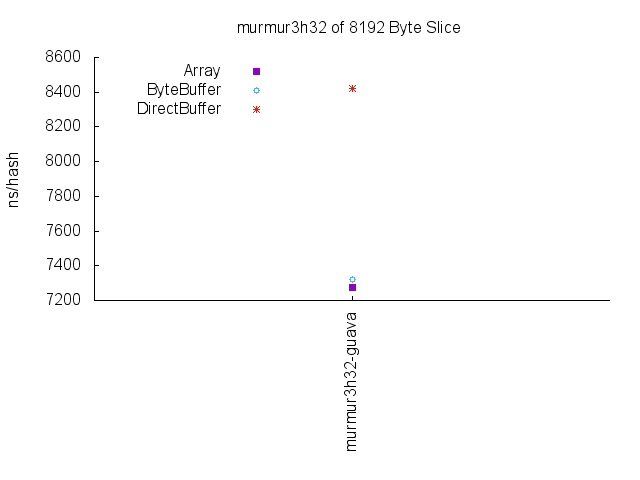 murmur3h32 of 8192 Byte Slice
8600
8400
8200
8000
7800
7600
7400
7200
ns/hash
Array
ByteBuffer
DirectBuffer
murmur3h32-guava